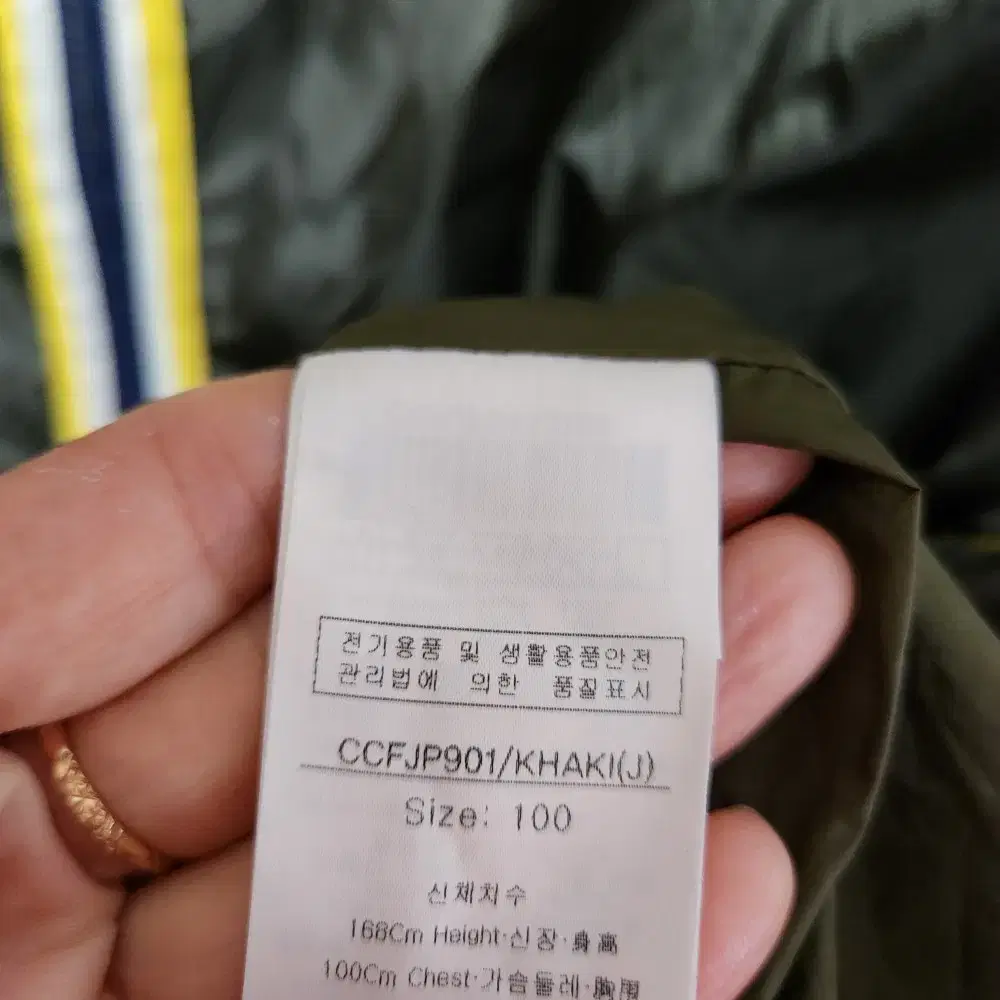 전기용품 및 생활용품안전
관리법에 의한 품질표시
CCFJP901/KHAKI(J)
Size: 100
신체치수
168Cm Height·신장·身高
100Cm Chest·가슴둘레·胸围